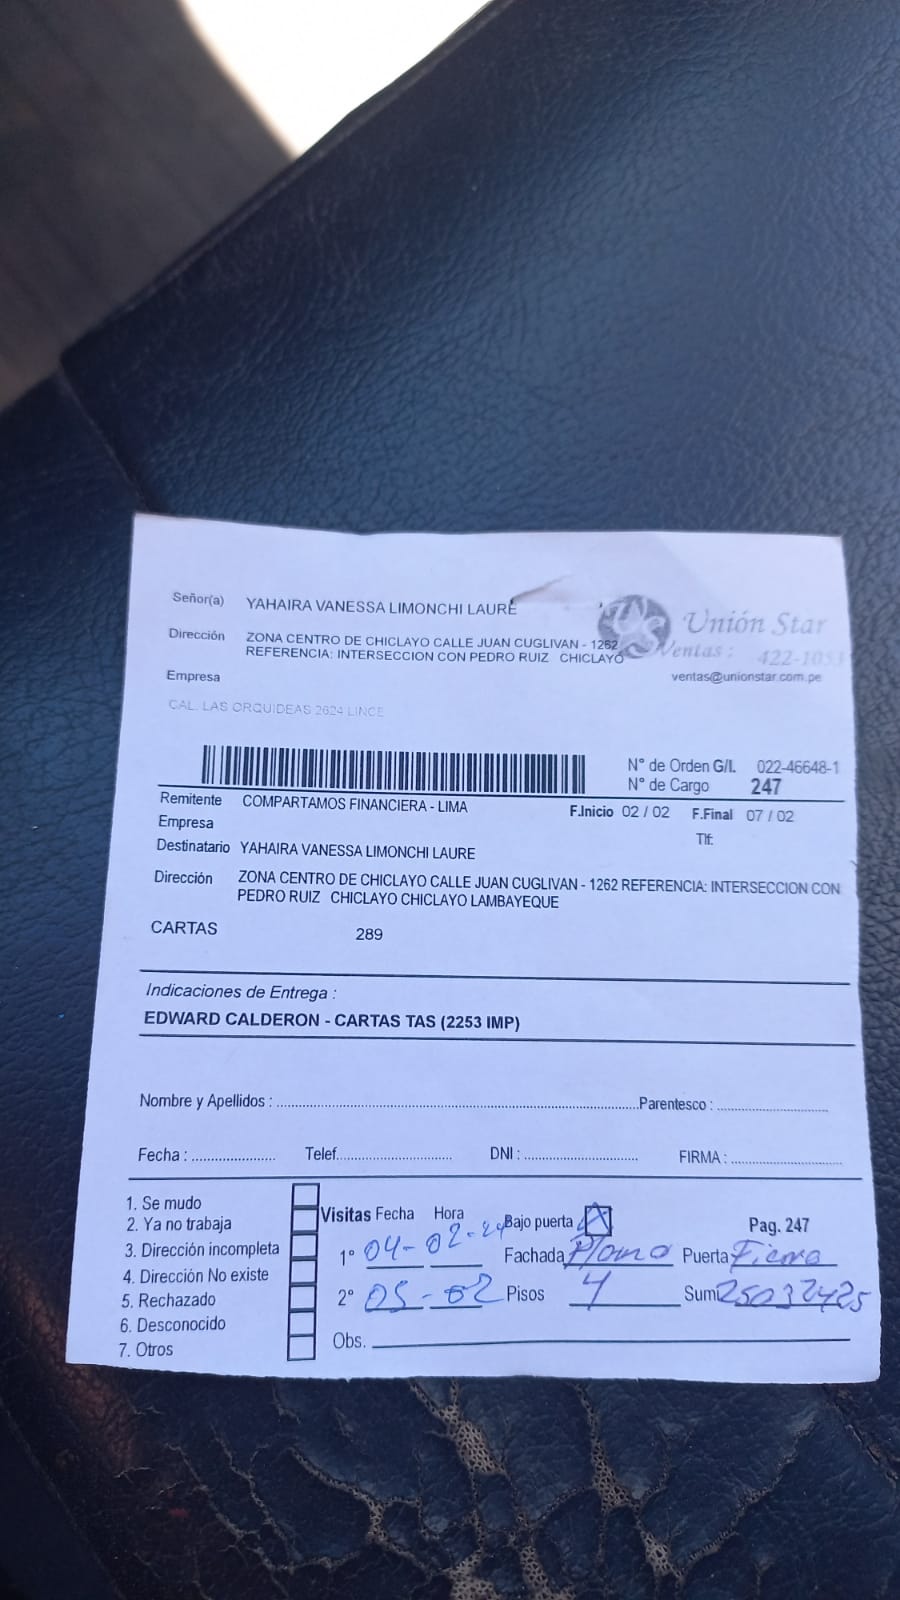 Señor(a) YAHAIRA VANESSA LIMONCHI LAURE
Unión Star
Dirección ZONA CENTRO DE CHICLAYO CALLE JUAN CUGLIVAN - 1262
REFERENCIA: INTERSECCION CON PEDRO RUIZ CHICLAYO
Ventas : 422-1053
Empresa
ventas@unionstar.com.pe
CAL. LAS ORQUIDEAS 2624 LINCE
N° de Orden G/I. 022-46648-1
N° de Cargo 247
Remitente COMPARTAMOS FINANCIERA - LIMA
F.Inicio 02 / 02 F.Final 07 / 02
Empresa
Tlf:
Destinatario YAHAIRA VANESSA LIMONCHI LAURE
Dirección ZONA CENTRO DE CHICLAYO CALLE JUAN CUGLIVAN - 1262 REFERENCIA: INTERSECCION CON
PEDRO RUIZ CHICLAYO CHICLAYO LAMBAYEQUE
CARTAS 289
Indicaciones de Entrega :
EDWARD CALDERON - CARTAS TAS (2253 IMP)
Nombre y Apellidos : Parentesco :
Fecha : Telef. DNI : FIRMA :
1. Se mudo
2. Ya no trabaja
3. Dirección incompleta
4. Dirección No existe
5. Rechazado
6. Desconocido
7. Otros
Visitas Fecha Hora Bajo puerta Pag. 247
1° 04-02-24 Fachada Plomo Puerta Fierro
2° 05-02 Pisos 4 Sumi 25032425
Obs.